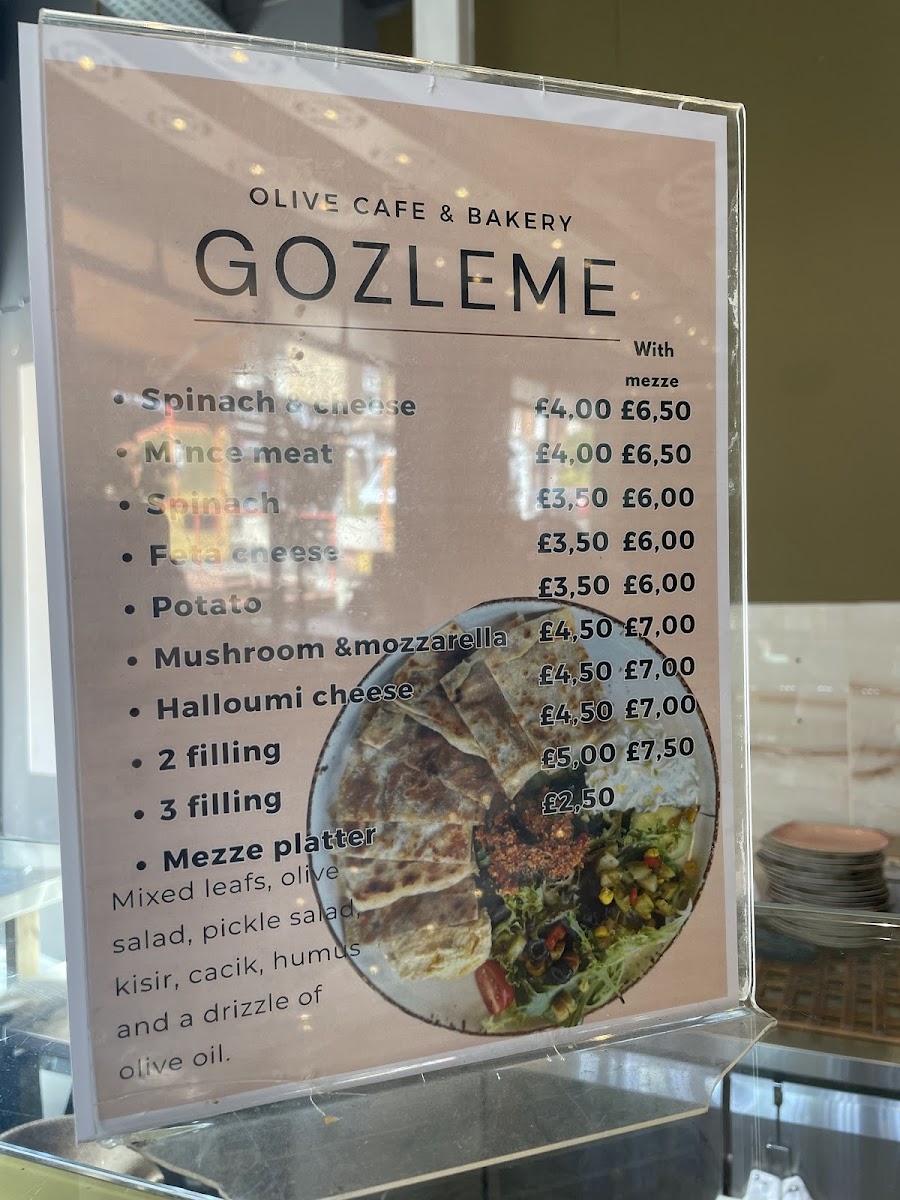 OLIVE CAFE & BAKERY
GOZLEME
With
mezze
• Spinach & cheese £4,00 £6,50
• Mince meat £4,00 £6,50
• Spinach £3,50 £6,00
• Feta cheese £3,50 £6,00
• Potato £3,50 £6,00
• Mushroom &mozzarella £4,50 £7,00
• Halloumi cheese £4,50 £7,00
• 2 filling £4,50 £7,00
• 3 filling £5,00 £7,50
• Mezze platter £2,50
Mixed leafs, olive
salad, pickle salad,
kisir, cacik, humus
and a drizzle of
olive oil.